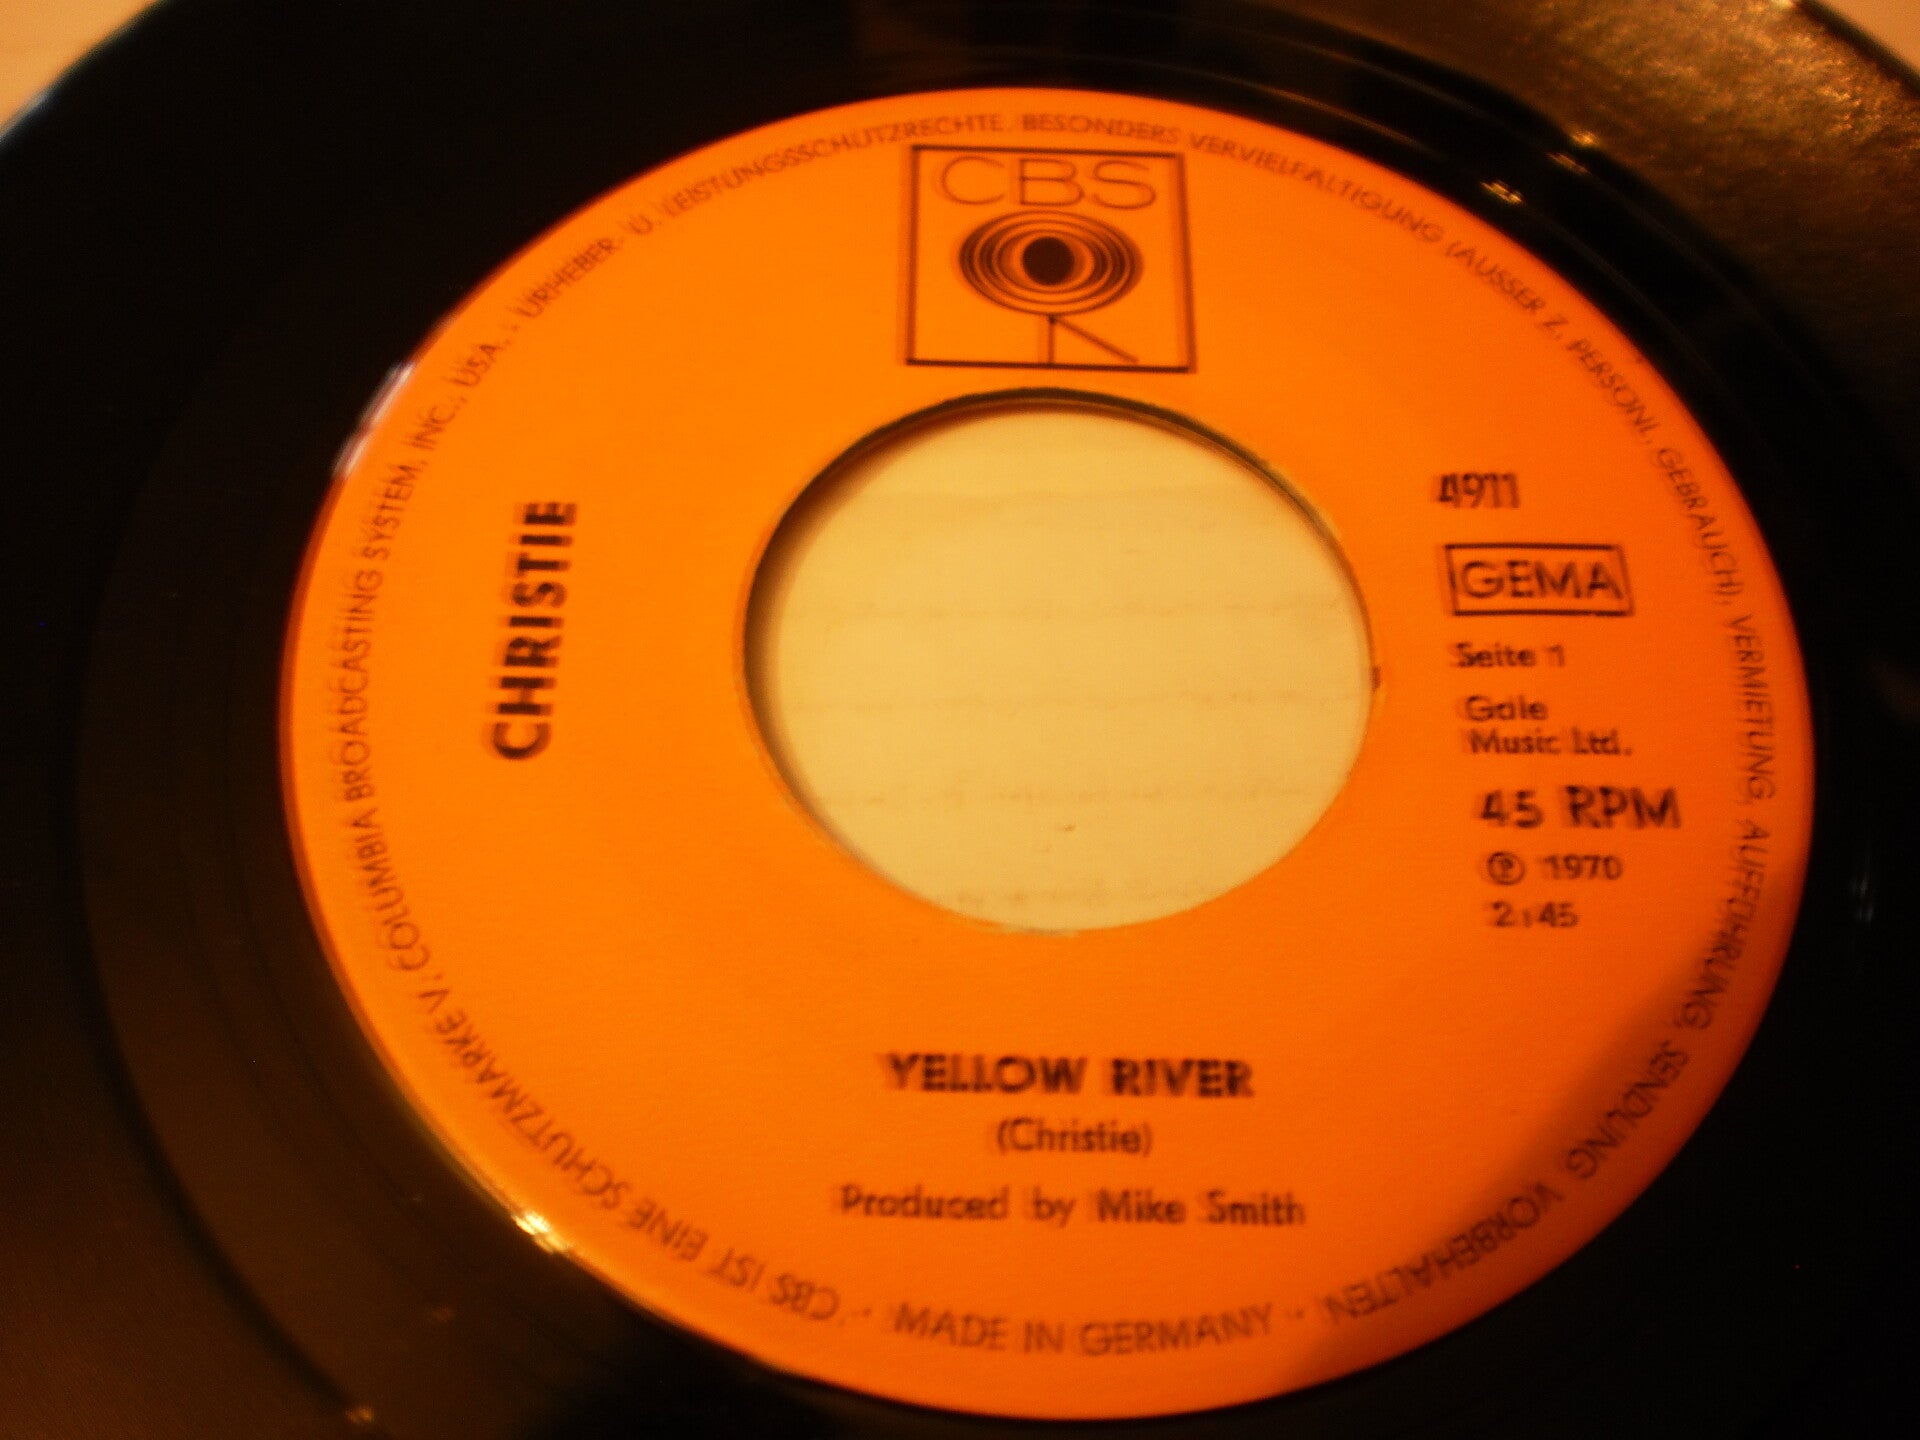 CBS
CHRISTIE
4911
GEMA
Seite 1
Gale
Music Ltd.
45 RPM
℗ 1970
2:45
YELLOW RIVER
(Christie)
Produced by Mike Smith
· MADE IN GERMANY ·
CBS IST EINE SCHUTZMARKE V. COLUMBIA BROADCASTING SYSTEM, INC., USA. - URHEBER- U. LEISTUNGSSCHUTZRECHTE, BESONDERS VERVIELFÄLTIGUNG (AUSSER Z. PERSÖNL. GEBRAUCH), VERMIETUNG, AUFFÜHRUNG, SENDUNG VORBEHALTEN